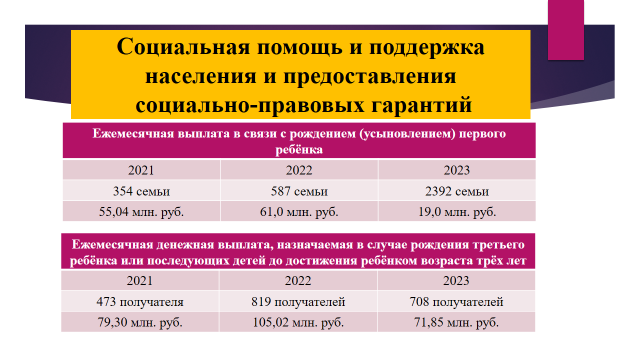 Социальная помощь и поддержка
населения и предоставления
социально-правовых гарантий
Ежемесячная выплата в связи с рождением (усыновлением) первого
ребёнка
2021 2022 2023
354 семьи 587 семьи 2392 семьи
55,04 млн. руб. 61,0 млн. руб. 19,0 млн. руб.
Ежемесячная денежная выплата, назначаемая в случае рождения третьего
ребёнка или последующих детей до достижения ребёнком возраста трёх лет
2021 2022 2023
473 получателя 819 получателей 708 получателей
79,30 млн. руб. 105,02 млн. руб. 71,85 млн. руб.